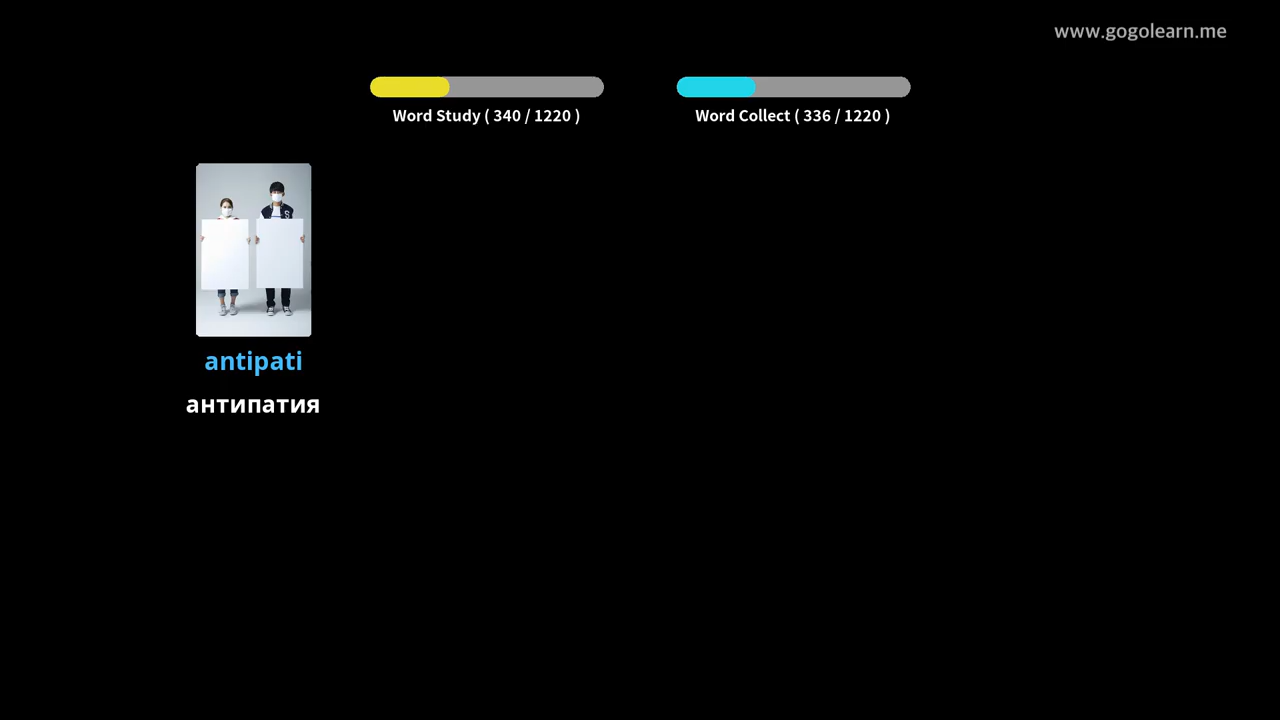 www.gogolearn.me
Word Study ( 340 / 1220 )
Word Collect ( 336 / 1220 )
S
antipati
антипатия